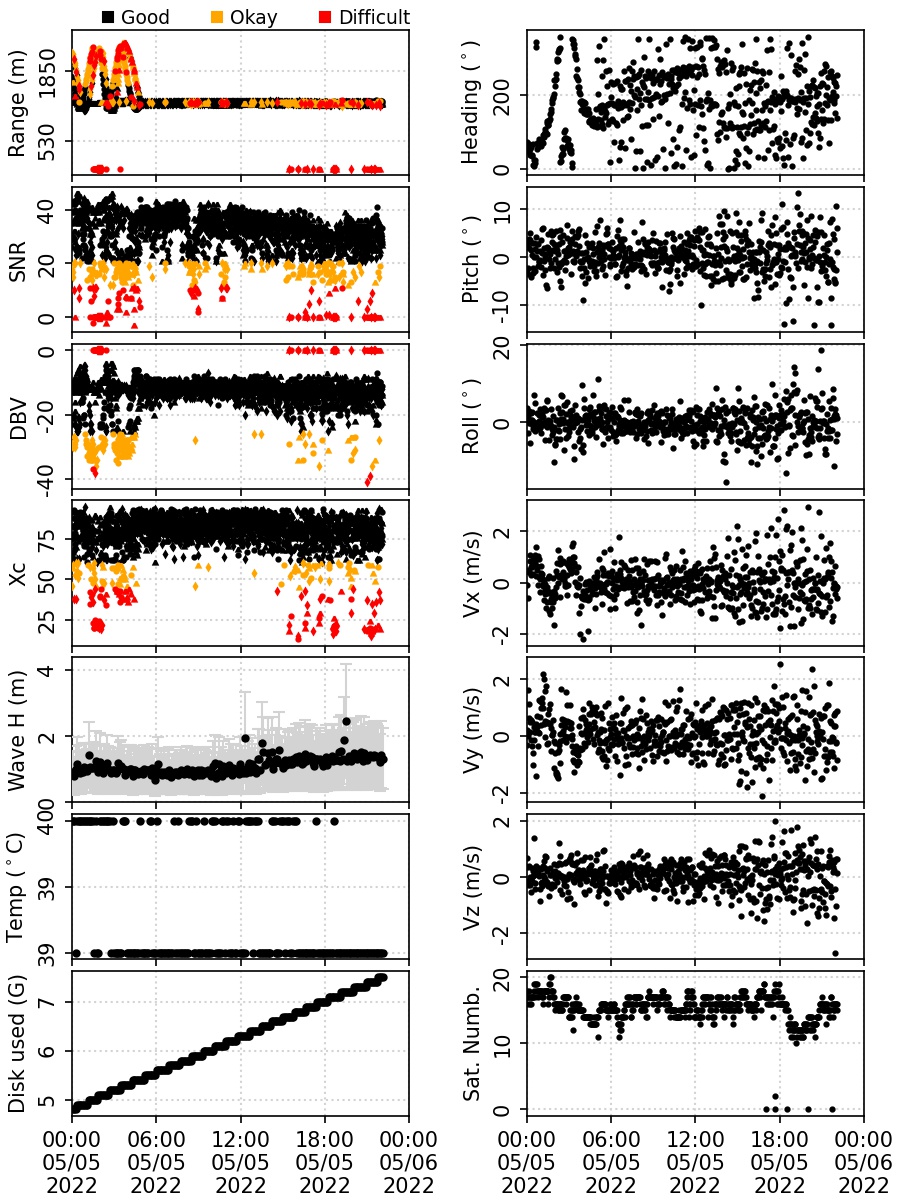 Good Okay Difficult
Range (m)
1850
530
Heading (°)
200
0
SNR
40
20
0
Pitch (°)
10
0
-10
DBV
0
-20
-40
Roll (°)
20
0
Xc
75
50
25
Vx (m/s)
2
0
-2
Wave H (m)
4
2
0
Vy (m/s)
2
0
-2
Temp (°C)
40
39
39
Vz (m/s)
2
0
-2
Disk used (G)
7
6
5
Sat. Numb.
20
10
0
00:00 06:00 12:00 18:00 00:00
05/05 05/05 05/05 05/05 05/06
2022 2022 2022 2022 2022
00:00 06:00 12:00 18:00 00:00
05/05 05/05 05/05 05/05 05/06
2022 2022 2022 2022 2022